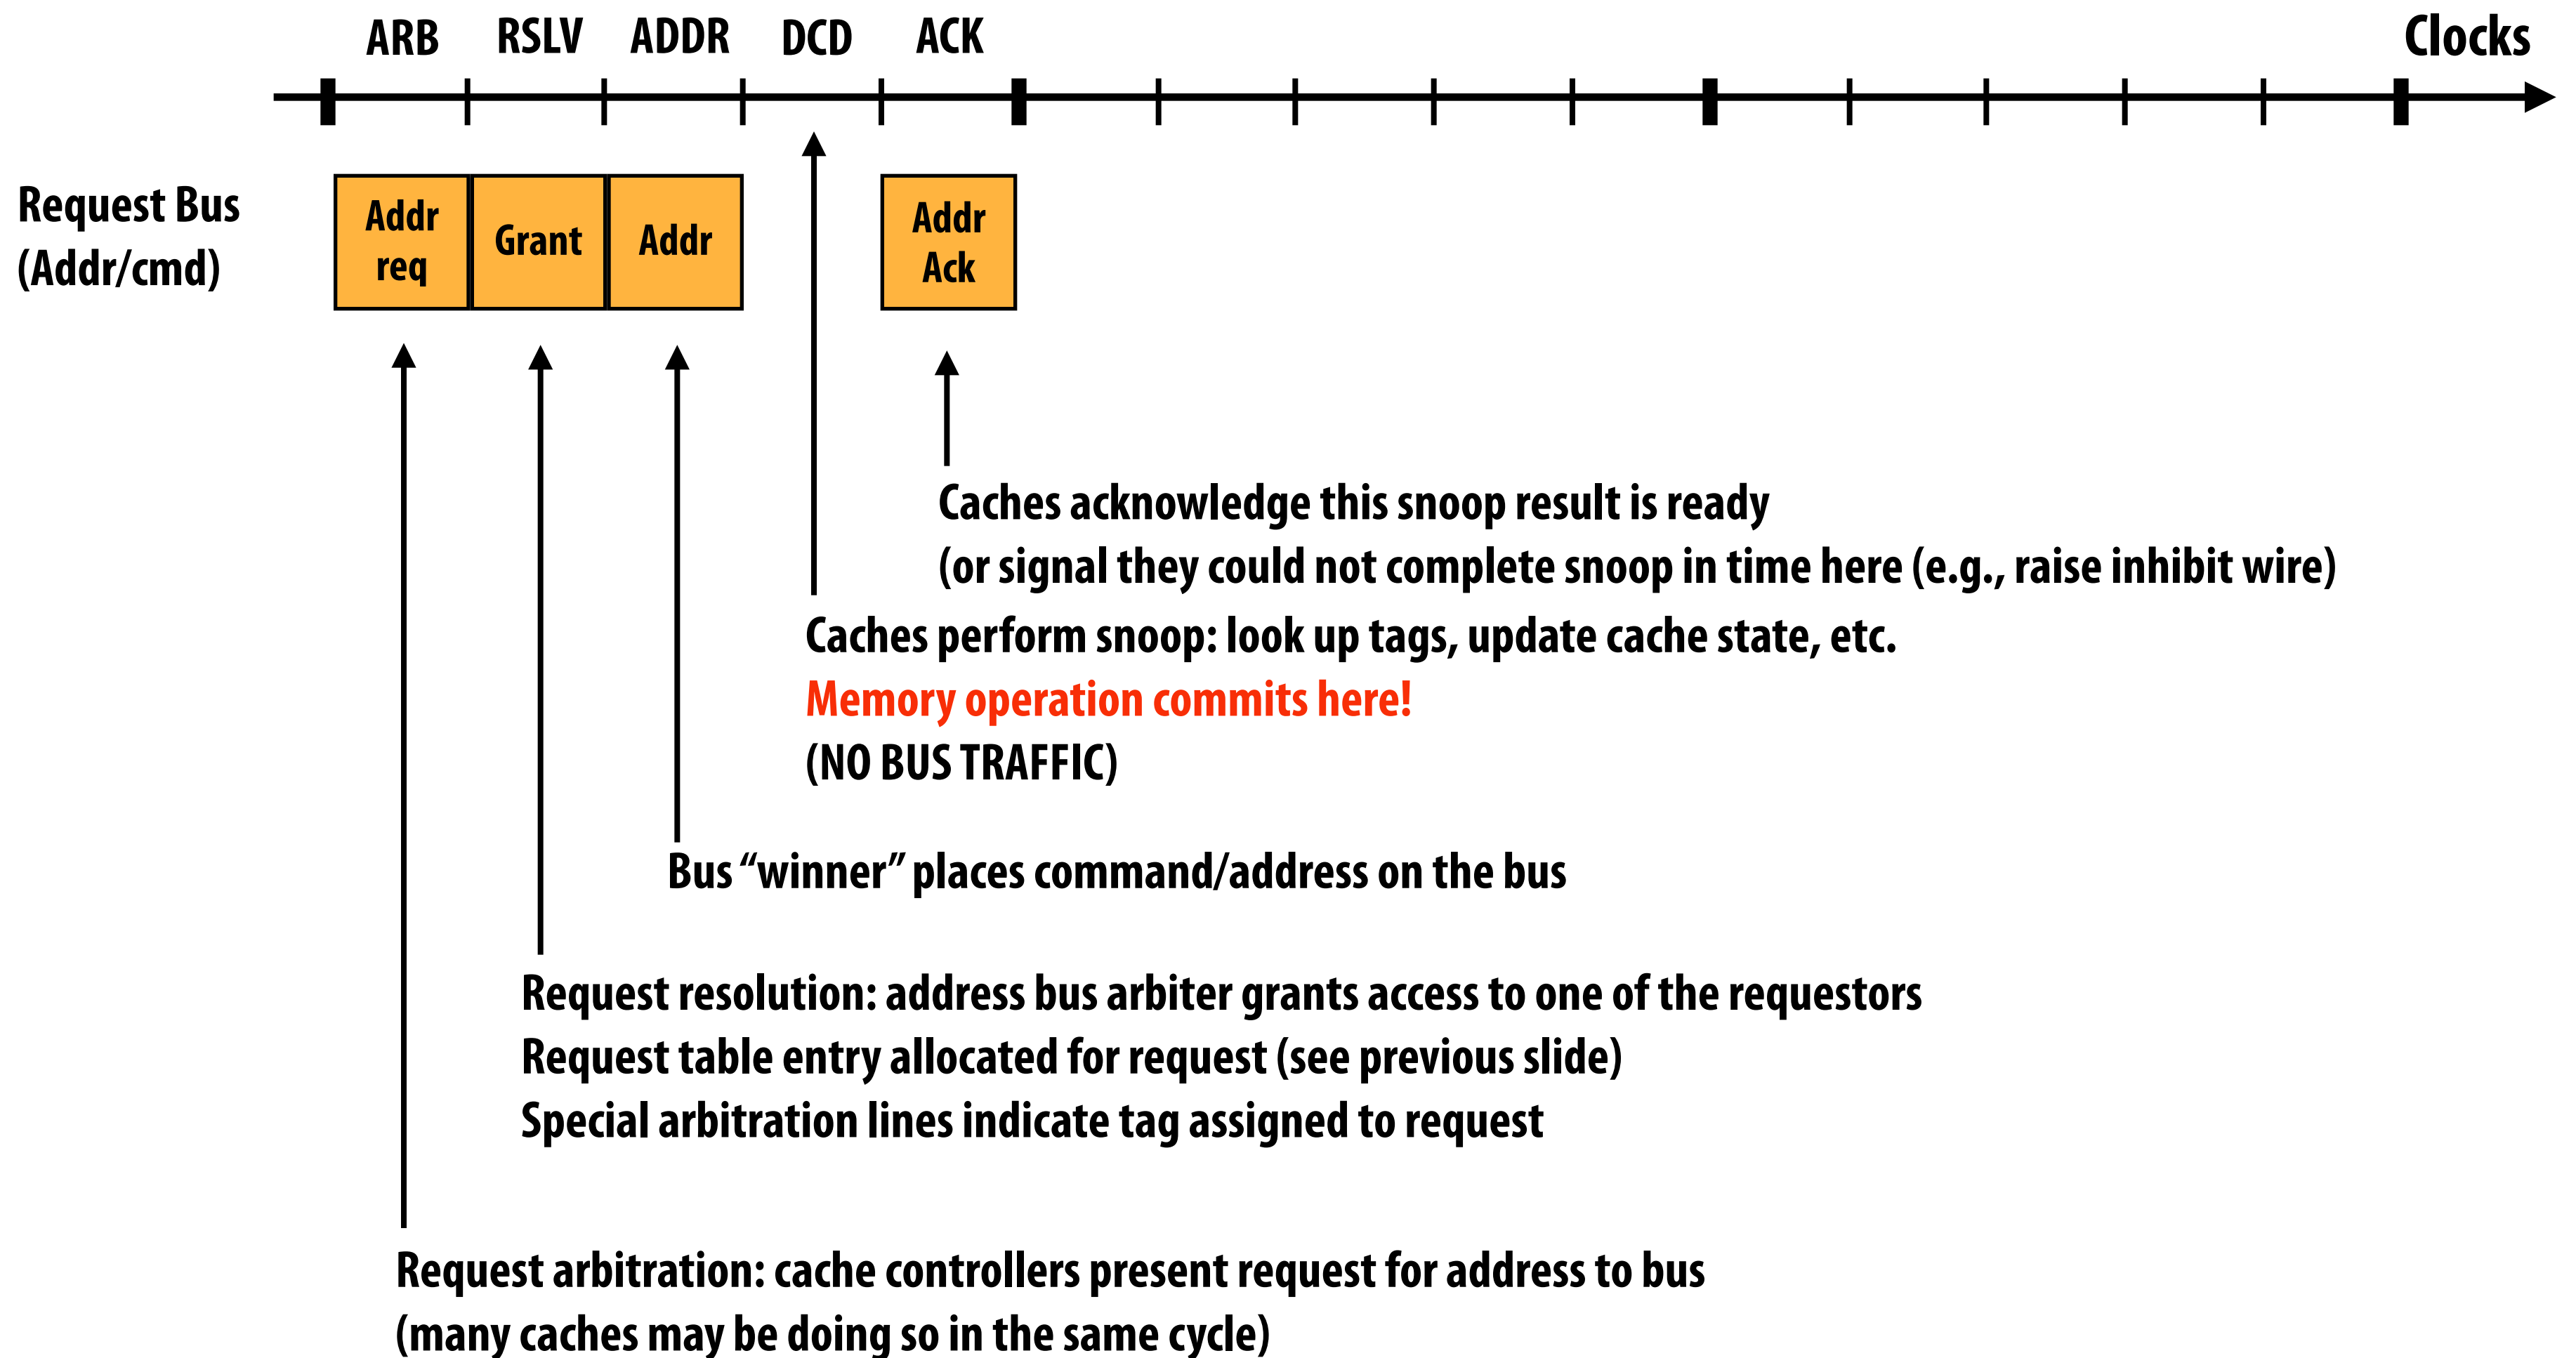 ARB RSLV ADDR DCD ACK Clocks
Request Bus
(Addr/cmd)
Addr
req
Grant
Addr
Addr
Ack
Caches acknowledge this snoop result is ready
(or signal they could not complete snoop in time here (e.g., raise inhibit wire)
Caches perform snoop: look up tags, update cache state, etc.
Memory operation commits here!
(NO BUS TRAFFIC)
Bus “winner” places command/address on the bus
Request resolution: address bus arbiter grants access to one of the requestors
Request table entry allocated for request (see previous slide)
Special arbitration lines indicate tag assigned to request
Request arbitration: cache controllers present request for address to bus
(many caches may be doing so in the same cycle)